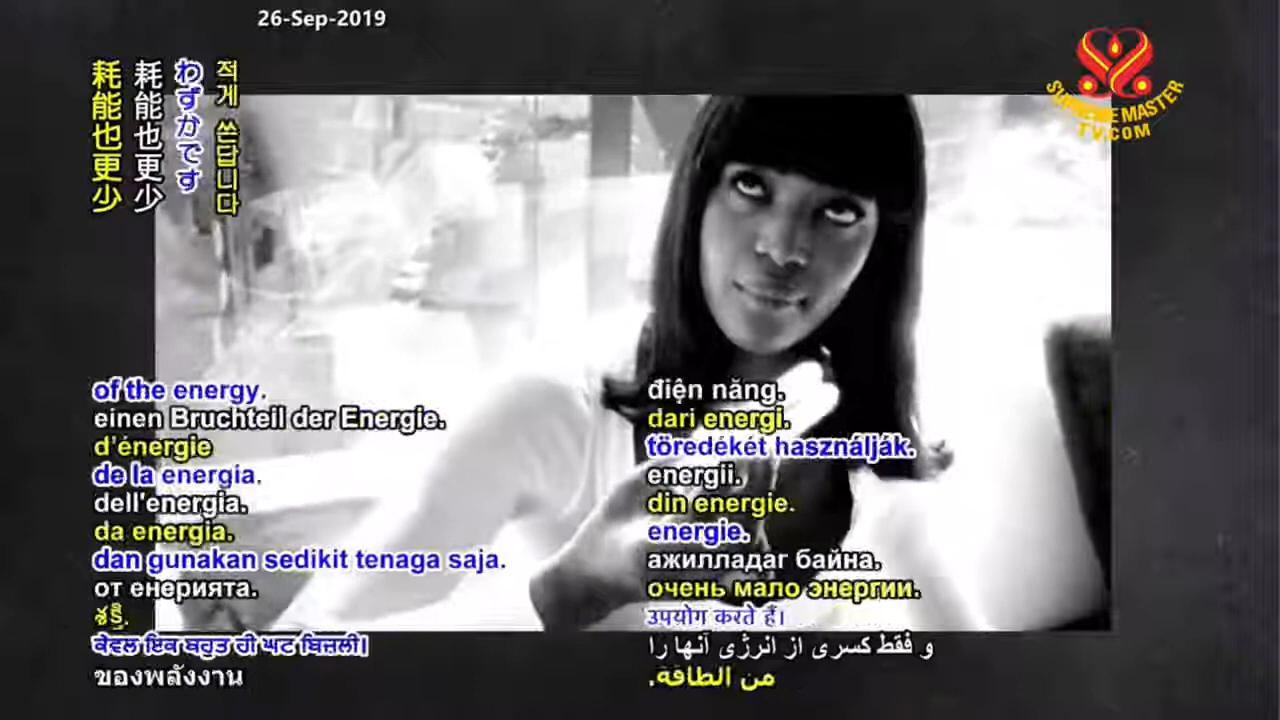 26-Sep-2019
SUPREME MASTER
TV.COM
적게 쓴답니다
わずかです
耗能也更少
耗能也更少
of the energy.
einen Bruchteil der Energie.
d'énergie
de la energia.
dell'energia.
da energia.
dan gunakan sedikit tenaga saja.
от енерията.
శక్తి.
ਕੇਵਲ ਇਕ ਬਹੁਤ ਹੀ ਘਟ ਬਿਜ਼ਲੀ।
ของพลังงาน
điện năng.
dari energi.
töredékét használják.
energii.
din energie.
energie.
ажилладаг байна.
очень мало энергии.
उपयोग करते हैं।
و فقط کسری از انرژی آنها را
من الطاقة.